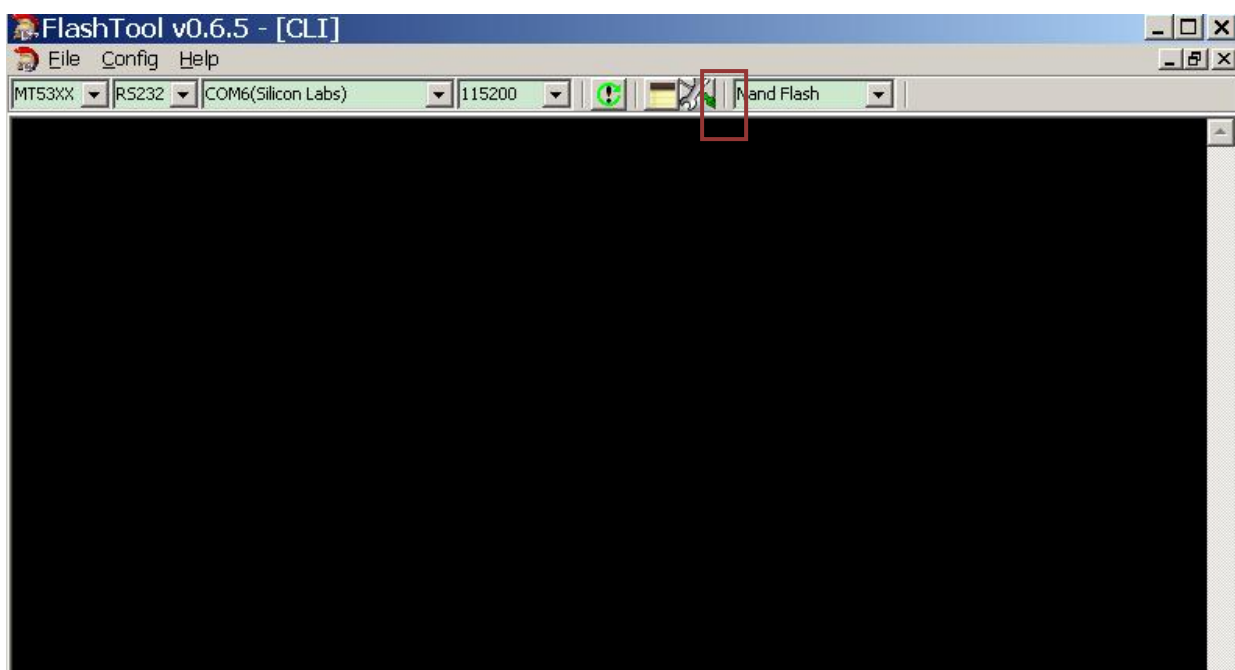 FlashTool v0.6.5 - [CLI]
File Config Help
MT53XX RS232 COM6(Silicon Labs) 115200 Nand Flash